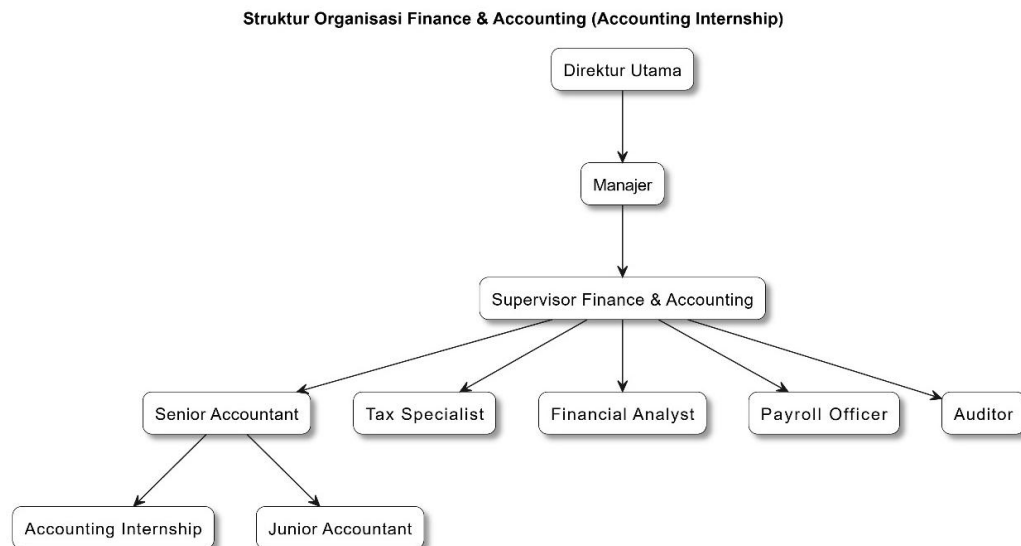 Struktur Organisasi Finance & Accounting (Accounting Internship)
Direktur Utama
Manajer
Supervisor Finance & Accounting
Senior Accountant
Tax Specialist
Financial Analyst
Payroll Officer
Auditor
Accounting Internship
Junior Accountant